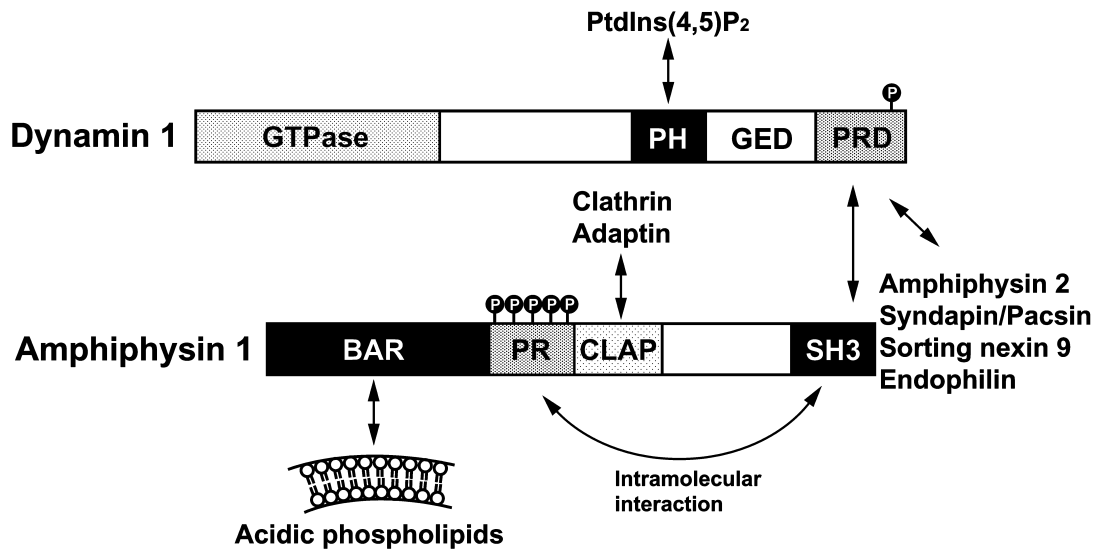 PtdIns(4,5)P2
P
Dynamin 1
GTPase
PH
GED
PRD
Clathrin
Adaptin
Amphiphysin 2
Syndapin/Pacsin
Sorting nexin 9
Endophilin
P P P P P
Amphiphysin 1
BAR
PR
CLAP
SH3
Intramolecular
interaction
Acidic phospholipids